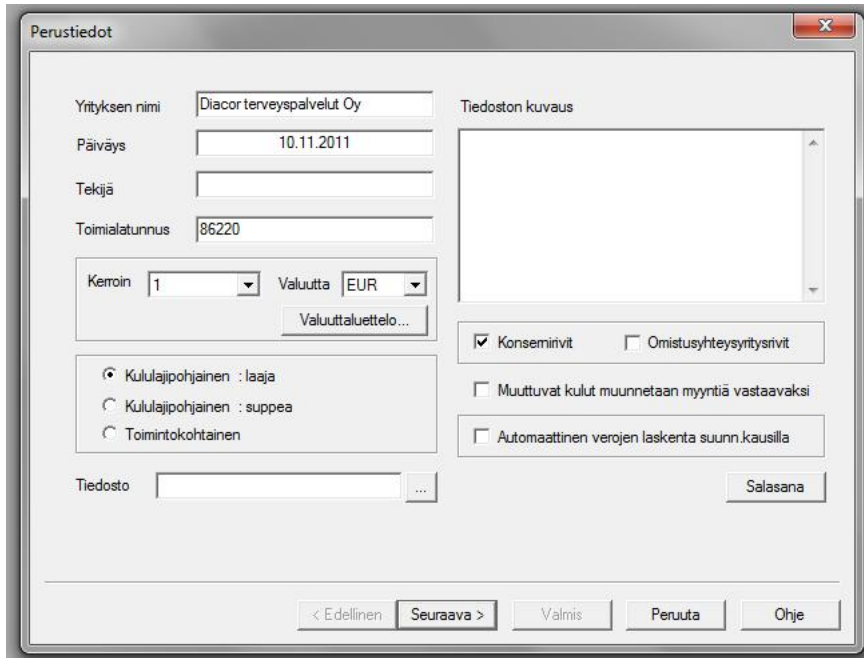 Perustiedot
Yrityksen nimi
Diacor terveyspalvelut Oy
Päiväys
10.11.2011
Tekijä
Toimialatunnus
86220
Kerroin
1
Valuutta
EUR
Valuuttaluettelo...
Kululajipohjainen : laaja
Kululajipohjainen : suppea
Toimintokohtainen
Tiedosto
...
Tiedoston kuvaus
Konsernirivit
Omistusyhteysyritysrivit
Muuttuvat kulut muunnetaan myyntiä vastaavaksi
Automaattinen verojen laskenta suunn.kausilla
Salasana
< Edellinen
Seuraava >
Valmis
Peruuta
Ohje